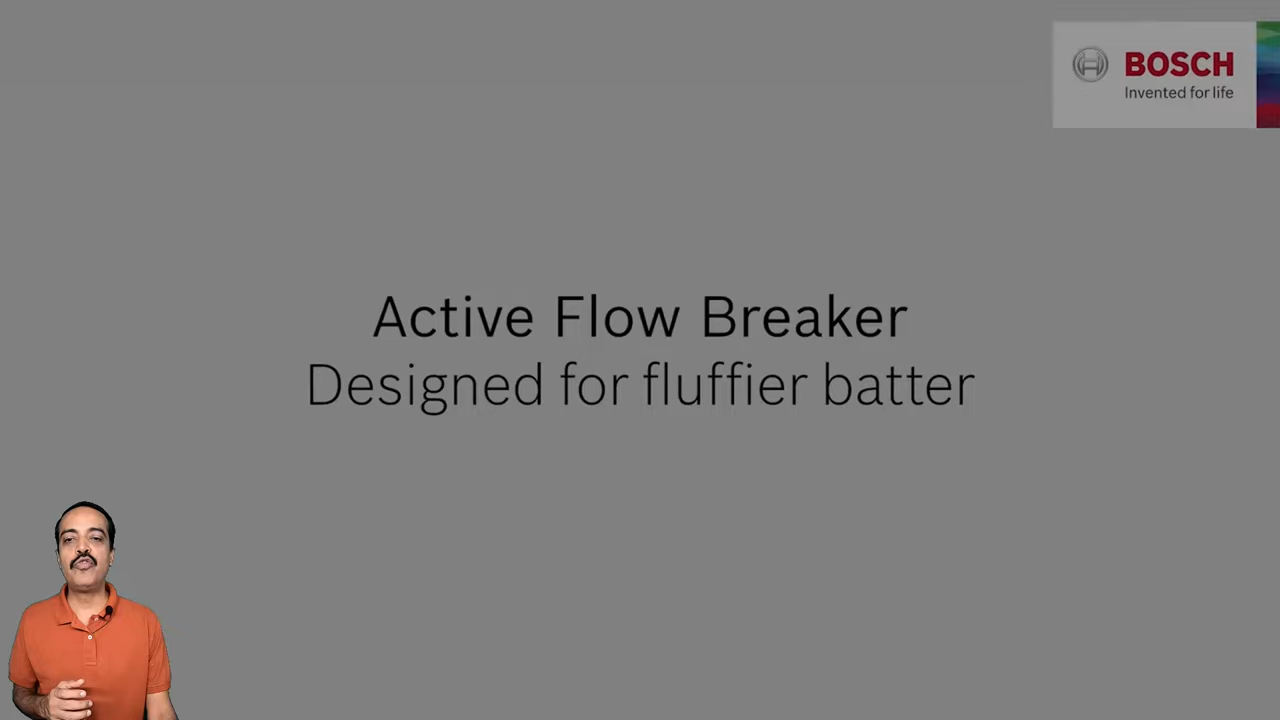 BOSCH
Invented for life
Active Flow Breaker
Designed for fluffier batter